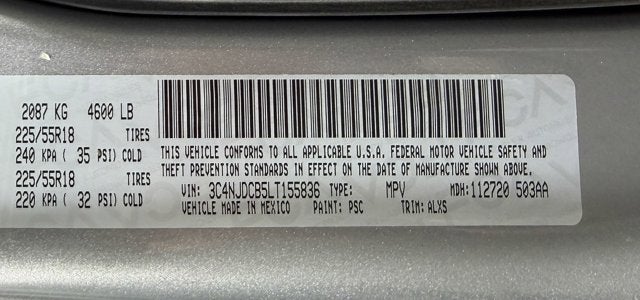 2087 KG 4600 LB
225/55R18 TIRES
240 KPA ( 35 PSI) COLD
225/55R18 TIRES
220 KPA ( 32 PSI) COLD
THIS VEHICLE CONFORMS TO ALL APPLICABLE U.S.A. FEDERAL MOTOR VEHICLE SAFETY AND
THEFT PREVENTION STANDARDS IN EFFECT ON THE DATE OF MANUFACTURE SHOWN ABOVE.
VIN: 3C4NJDCB5LT155836 TYPE: MPV MDH: 112720 503AA
VEHICLE MADE IN MEXICO PAINT: PSC TRIM: ALXS